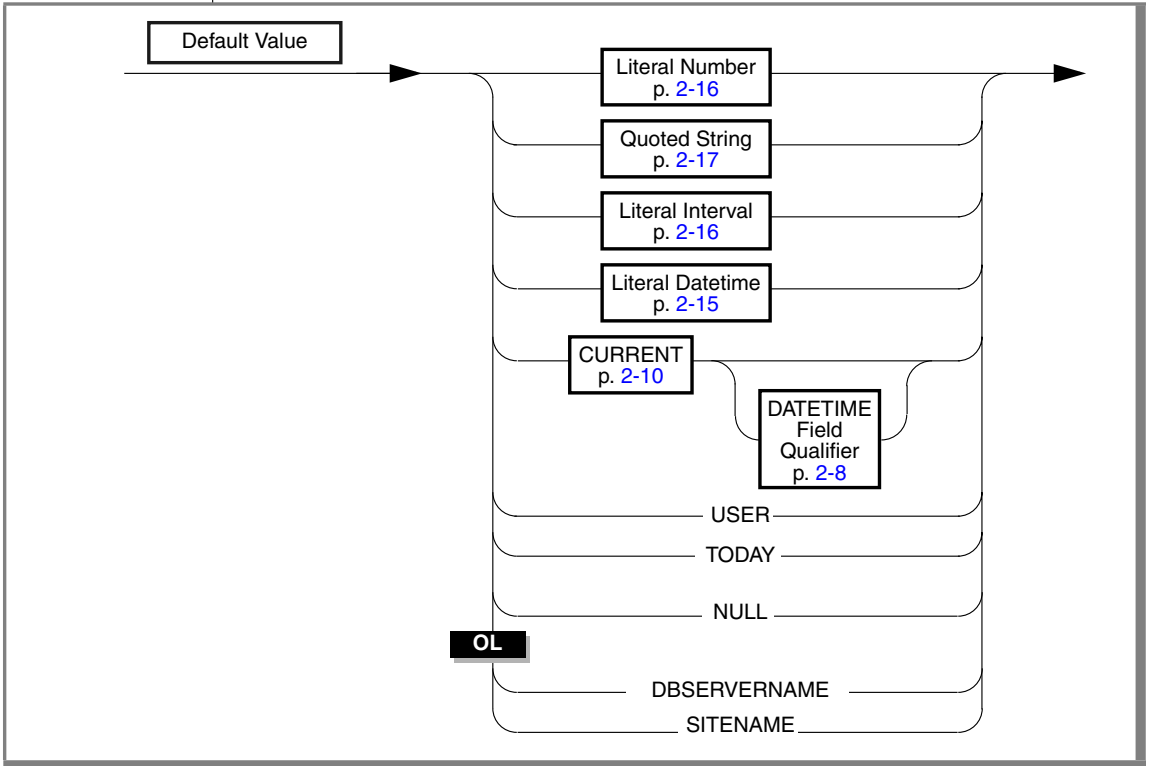 Default Value
Literal Number
p. 2-16
Quoted String
p. 2-17
Literal Interval
p. 2-16
Literal Datetime
p. 2-15
CURRENT
p. 2-10
DATETIME
Field
Qualifier
p. 2-8
USER
TODAY
NULL
OL
DBSERVERNAME
SITENAME